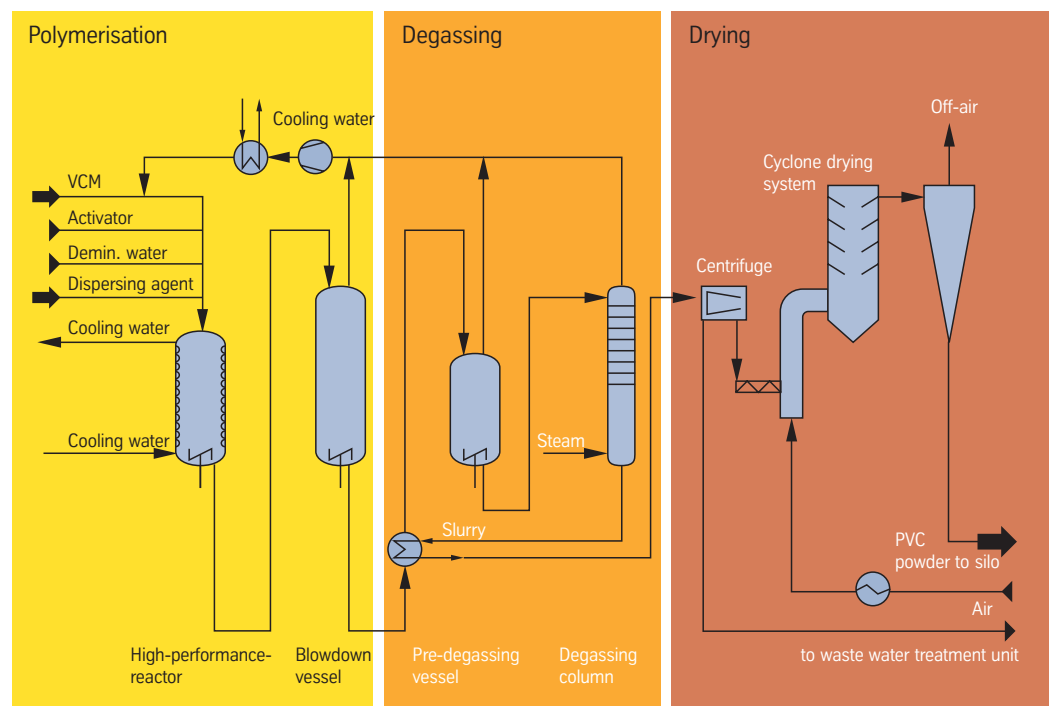 Polymerisation
Degassing
Drying
Cooling water
Off-air
Cyclone drying
system
VCM
Activator
Demin. water
Dispersing agent
Cooling water
Centrifuge
Cooling water
Steam
Slurry
PVC
powder to silo
Air
High-performance-
reactor
Blowdown
vessel
Pre-degassing
vessel
Degassing
column
to waste water treatment unit